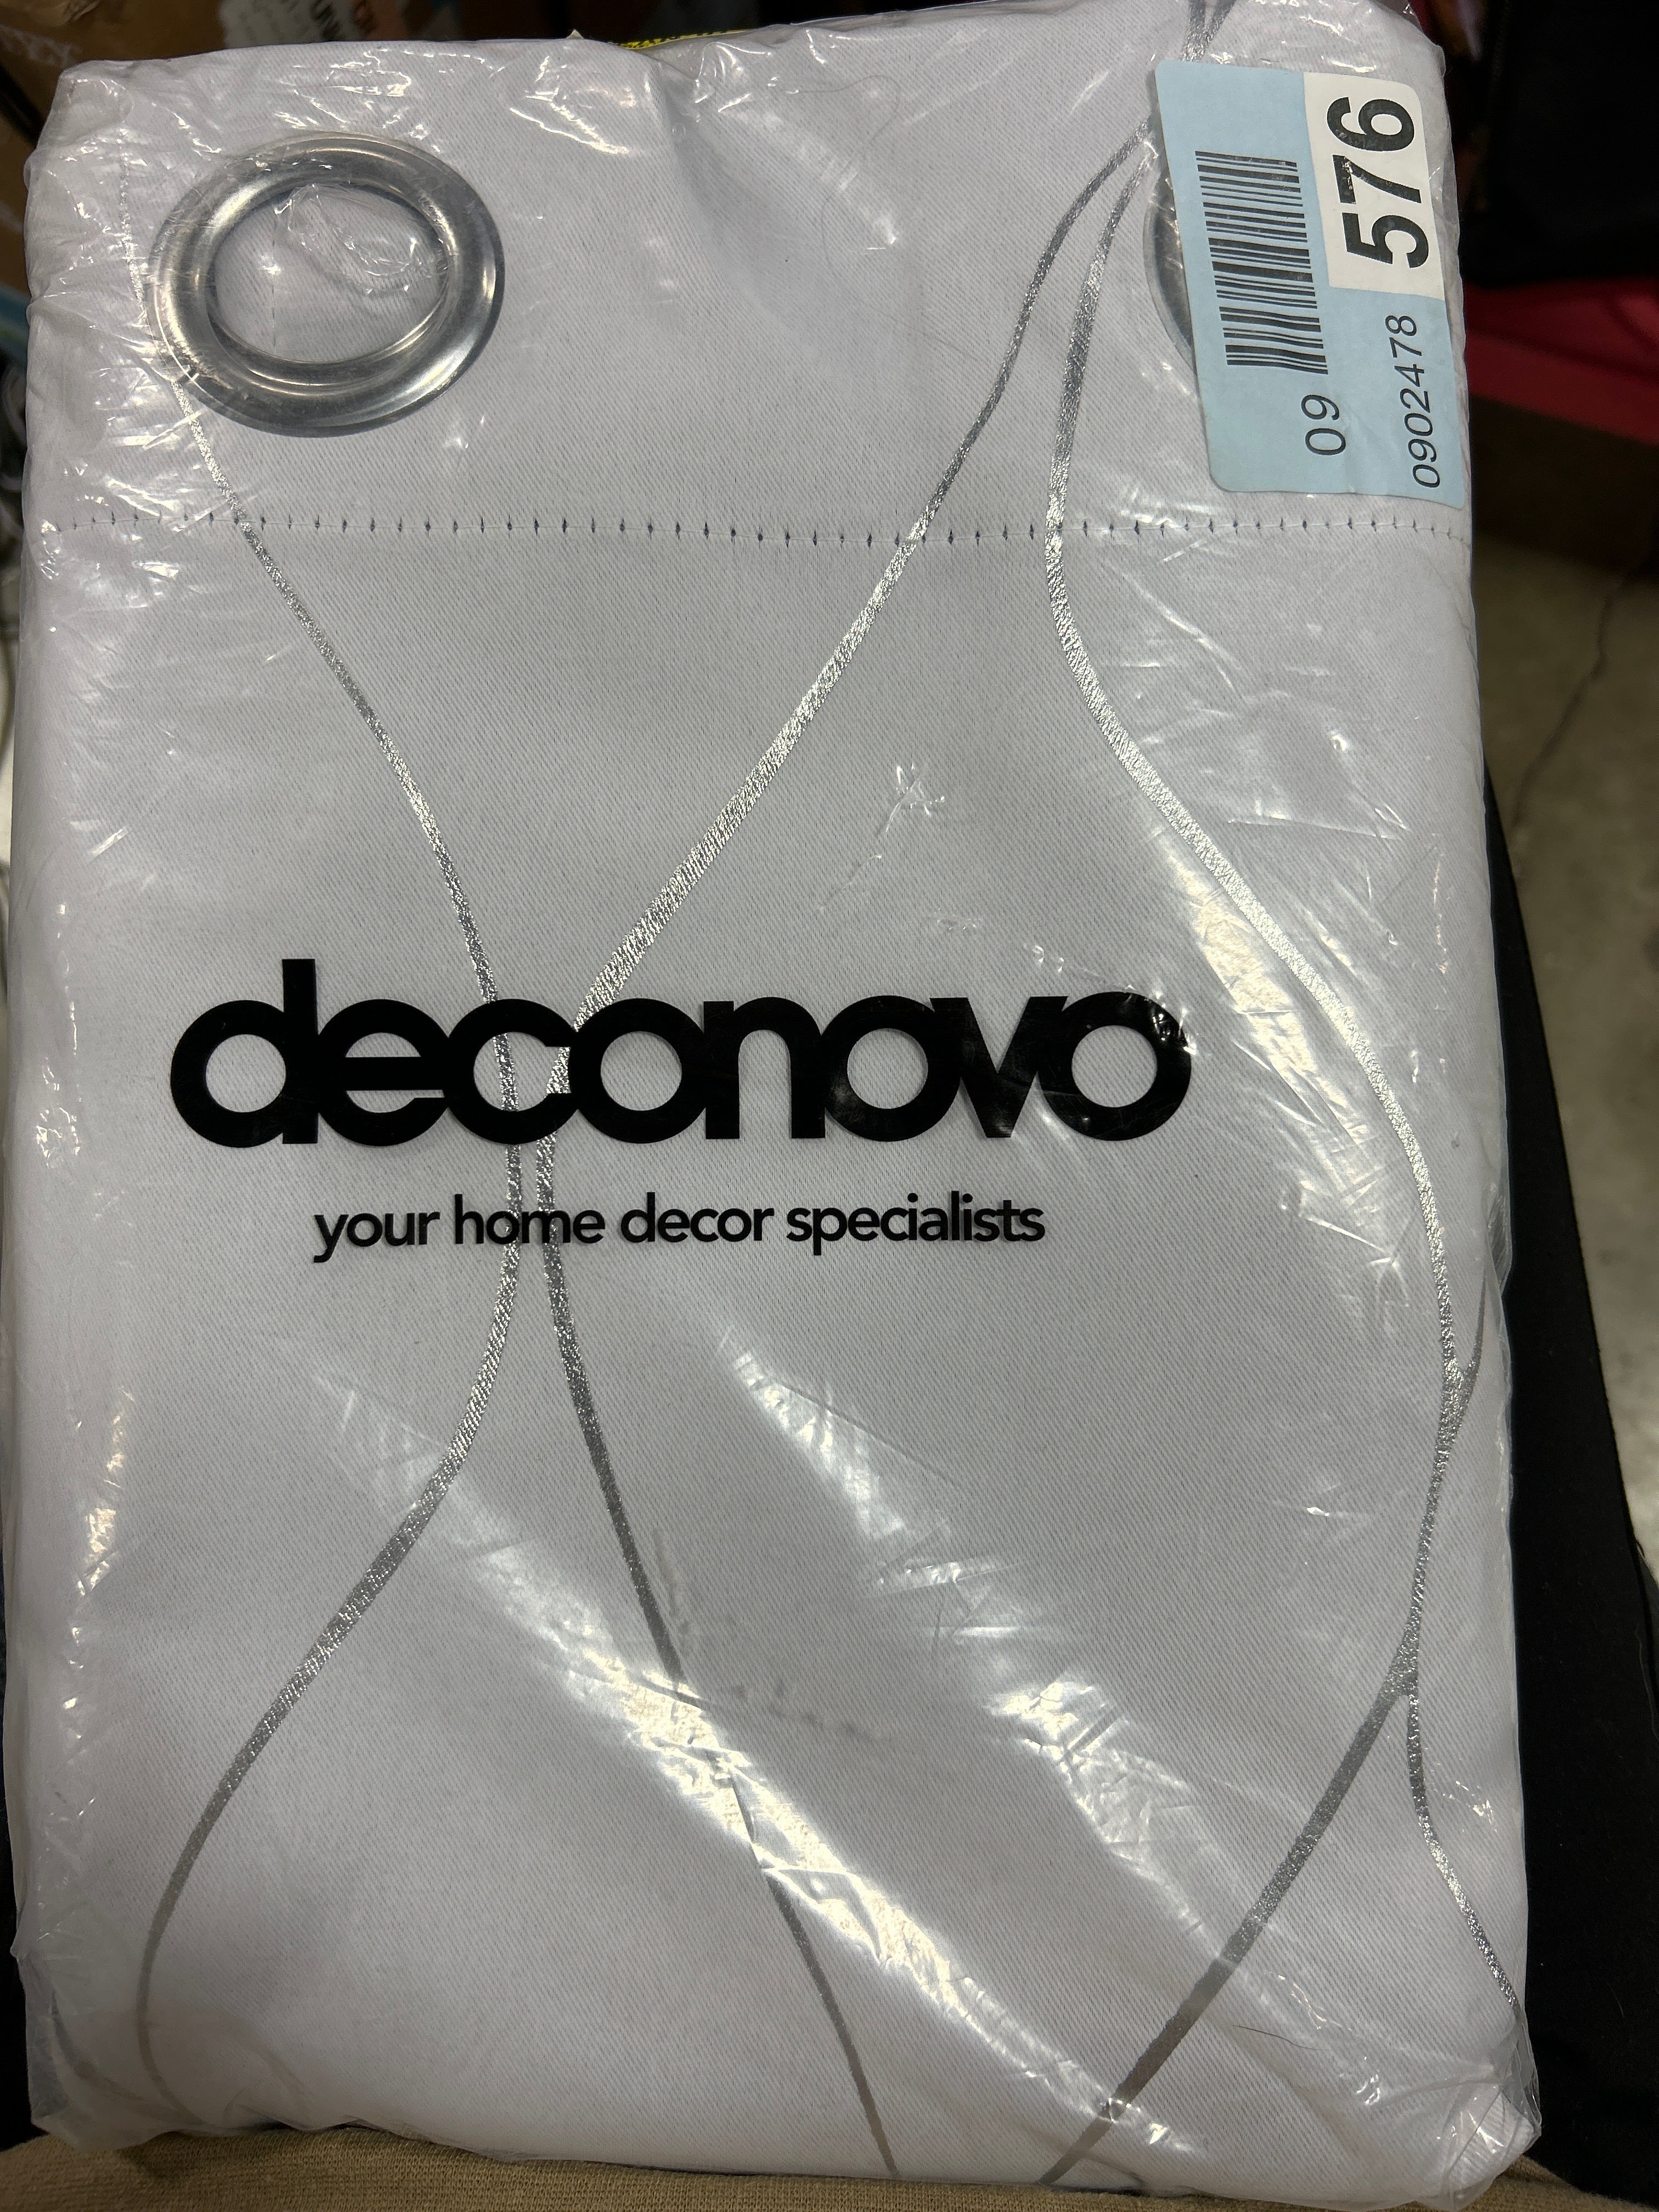 576
09
0902478
deconovo
your home decor specialists